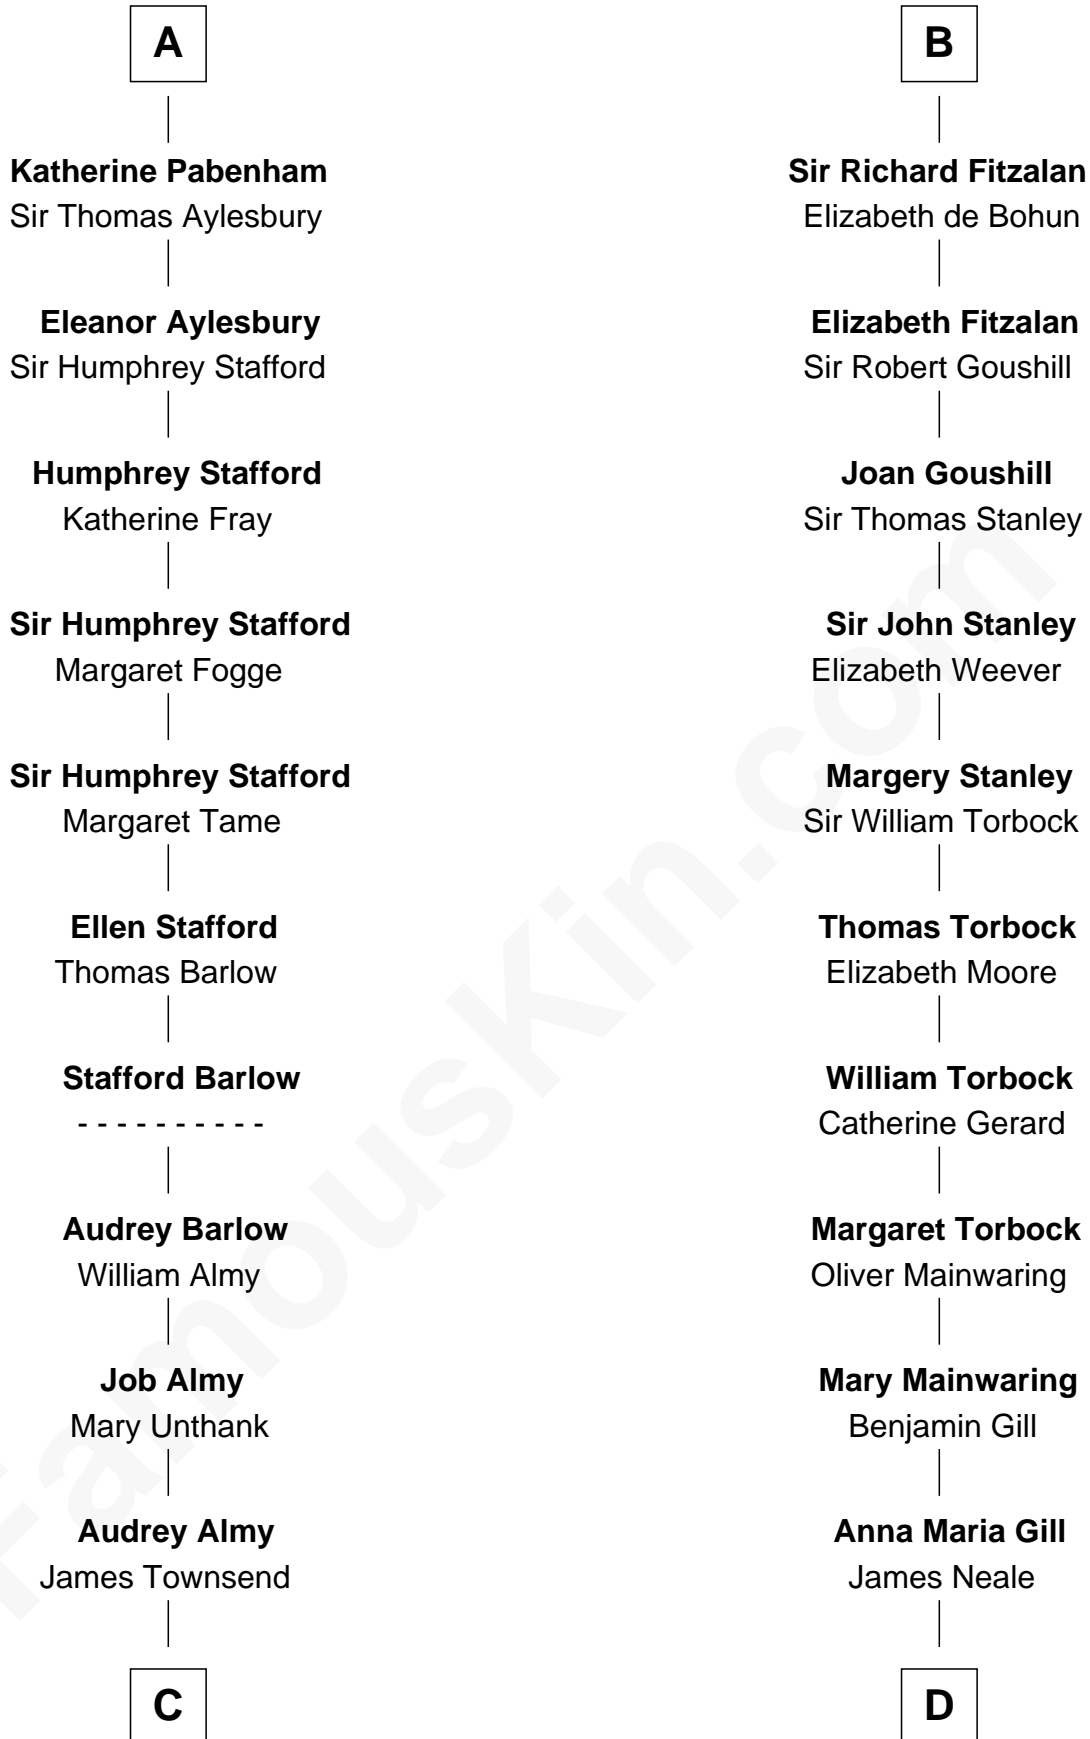 A
Katherine Pabenham
Sir Thomas Aylesbury
Eleanor Aylesbury
Sir Humphrey Stafford
Humphrey Stafford
Katherine Fray
Sir Humphrey Stafford
Margaret Fogge
Sir Humphrey Stafford
Margaret Tame
Ellen Stafford
Thomas Barlow
Stafford Barlow
- - - - - - - - - -
Audrey Barlow
William Almy
Job Almy
Mary Unthank
Audrey Almy
James Townsend
C
B
Sir Richard Fitzalan
Elizabeth de Bohun
Elizabeth Fitzalan
Sir Robert Goushill
Joan Goushill
Sir Thomas Stanley
Sir John Stanley
Elizabeth Weever
Margery Stanley
Sir William Torbock
Thomas Torbock
Elizabeth Moore
William Torbock
Catherine Gerard
Margaret Torbock
Oliver Mainwaring
Mary Mainwaring
Benjamin Gill
Anna Maria Gill
James Neale
D
FamousKin.com